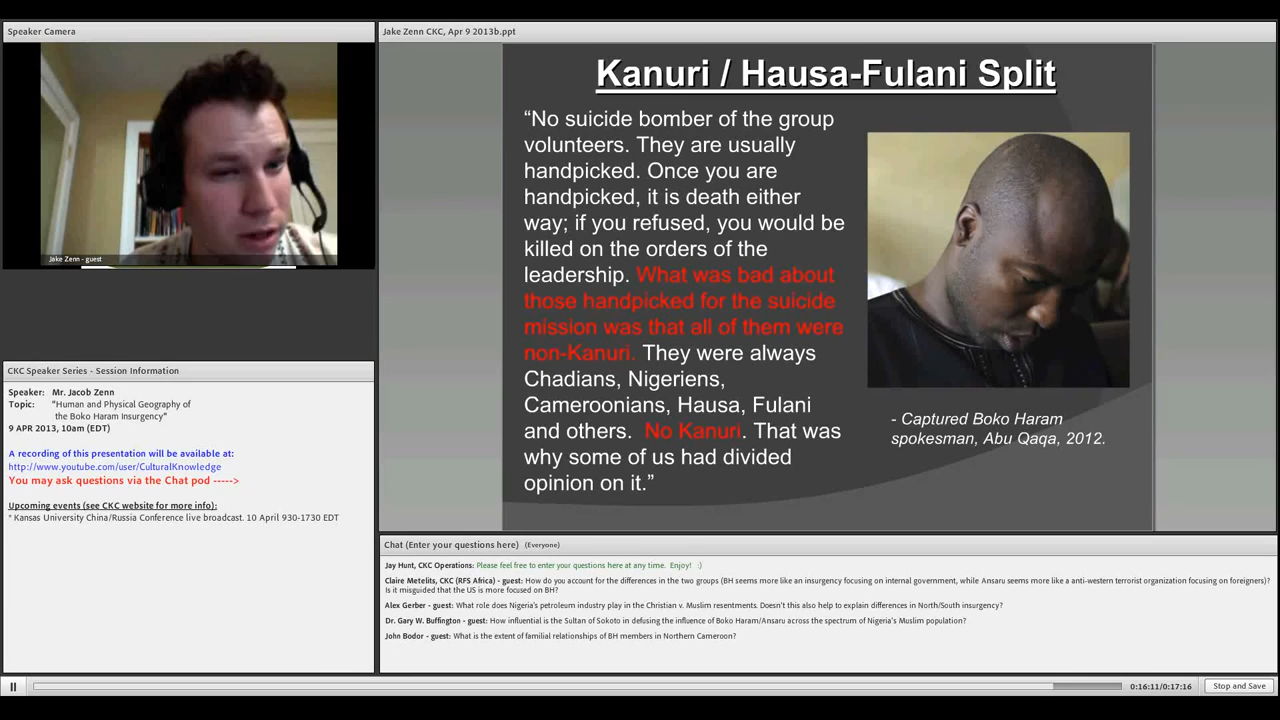 Speaker Camera
Jake Zenn - guest
CKC Speaker Series - Session Information
Speaker: Mr. Jacob Zenn
Topic: "Human and Physical Geography of
the Boko Haram Insurgency"
9 APR 2013, 10am (EDT)
A recording of this presentation will be available at:
http://www.youtube.com/user/CulturalKnowledge
You may ask questions via the Chat pod ----->
Upcoming events (see CKC website for more info):
* Kansas University China/Russia Conference live broadcast. 10 April 930-1730 EDT
Jake Zenn CKC, Apr 9 2013b.ppt
Kanuri / Hausa-Fulani Split
“No suicide bomber of the group
volunteers. They are usually
handpicked. Once you are
handpicked, it is death either
way; if you refused, you would be
killed on the orders of the
leadership. What was bad about
those handpicked for the suicide
mission was that all of them were
non-Kanuri. They were always
Chadians, Nigeriens,
Cameroonians, Hausa, Fulani
and others. No Kanuri. That was
why some of us had divided
opinion on it.”
- Captured Boko Haram
spokesman, Abu Qaqa, 2012.
Chat (Enter your questions here) (Everyone)
Jay Hunt, CKC Operations: Please feel free to enter your questions here at any time. Enjoy! :)
Claire Metelits, CKC (RFS Africa) - guest: How do you account for the differences in the two groups (BH seems more like an insurgency focusing on internal government, while Ansaru seems more like a anti-western terrorist organization focusing on foreigners)?
Is it misguided that the US is more focused on BH?
Alex Gerber - guest: What role does Nigeria's petroleum industry play in the Christian v. Muslim resentments. Doesn't this also help to explain differences in North/South insurgency?
Dr. Gary W. Buffington - guest: How influential is the Sultan of Sokoto in defusing the influence of Boko Haram/Ansaru across the spectrum of Nigeria's Muslim population?
John Bodor - guest: What is the extent of familial relationships of BH members in Northern Cameroon?
0:16:11/0:17:16
Stop and Save